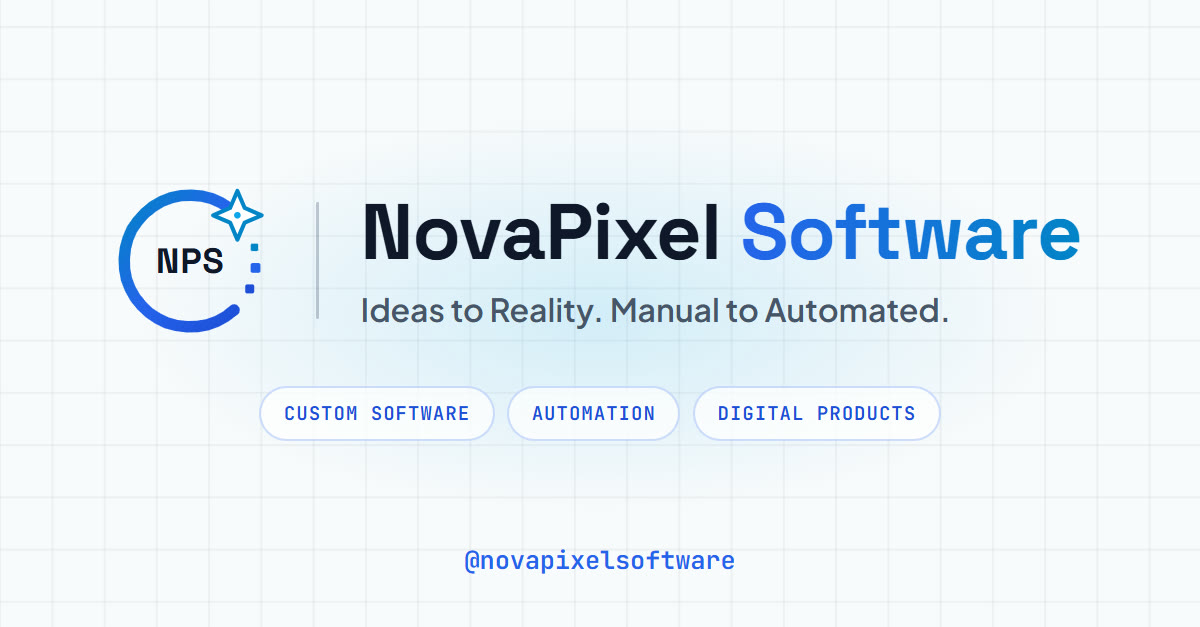 NPS
NovaPixel Software
Ideas to Reality. Manual to Automated.
CUSTOM SOFTWARE
AUTOMATION
DIGITAL PRODUCTS
@novapixelsoftware